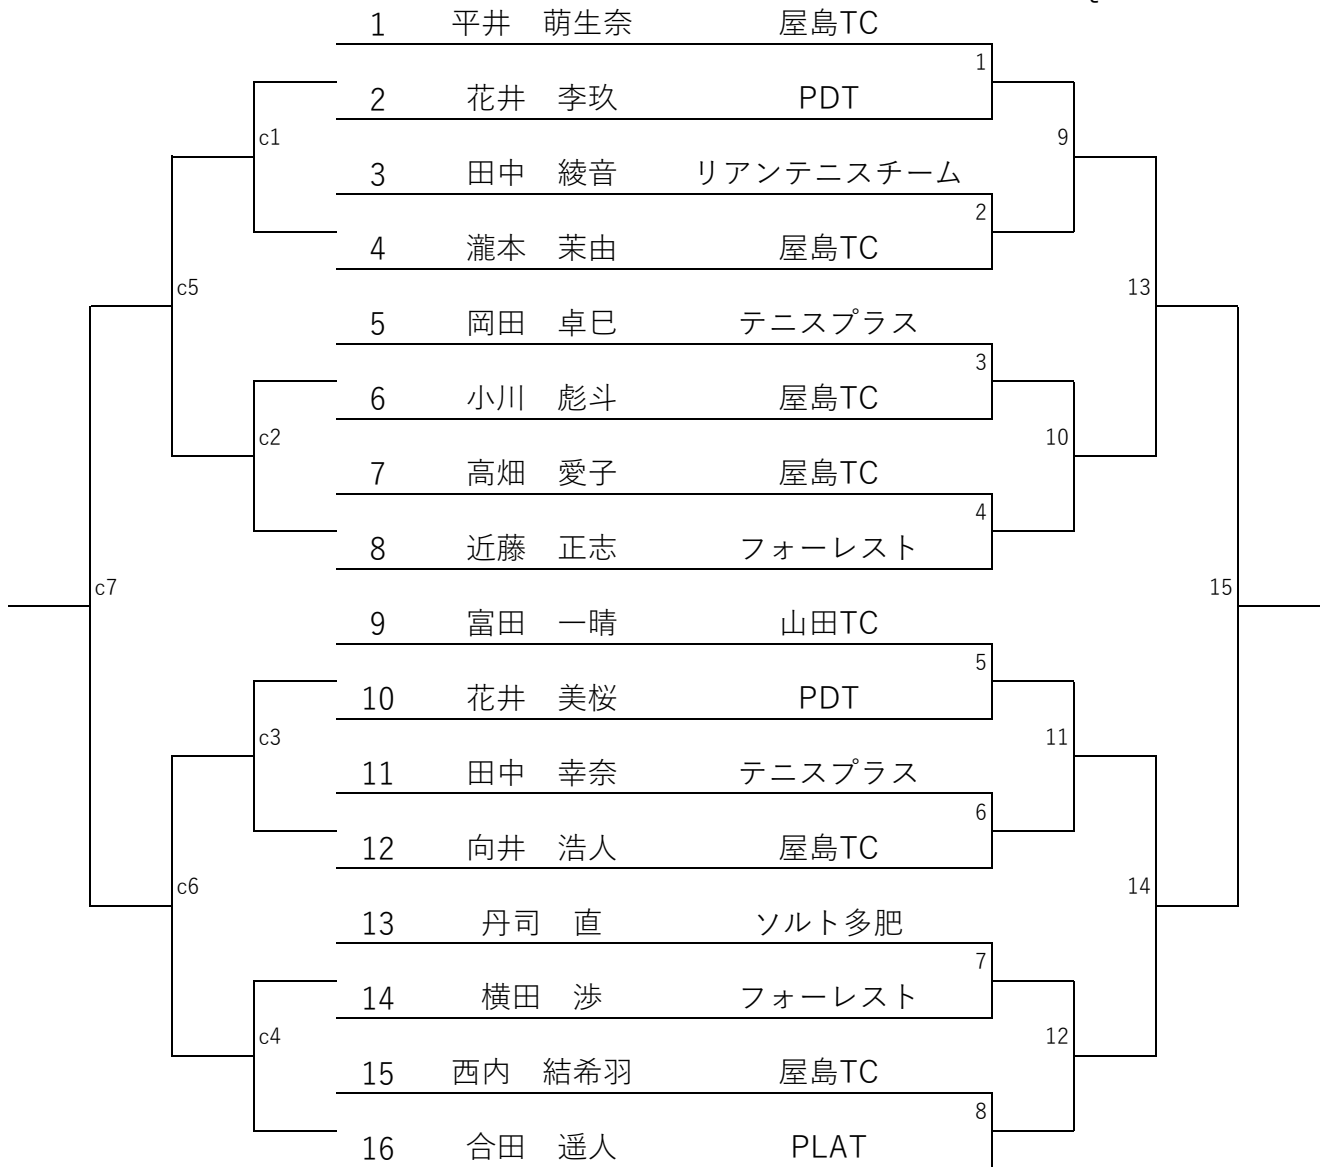 1 平井 萌生奈 屋島TC
1
2 花井 李玖 PDT
c1
9
3 田中 綾音 リアンテニスチーム
2
4 瀧本 茉由 屋島TC
c5
13
5 岡田 卓巳 テニスプラス
3
6 小川 彪斗 屋島TC
c2
10
7 高畑 愛子 屋島TC
4
8 近藤 正志 フォーレスト
c7
15
9 富田 一晴 山田TC
5
10 花井 美桜 PDT
c3
11
11 田中 幸奈 テニスプラス
6
12 向井 浩人 屋島TC
c6
14
13 丹司 直 ソルト多肥
7
14 横田 渉 フォーレスト
c4
12
15 西内 結希羽 屋島TC
8
16 合田 遥人 PLAT